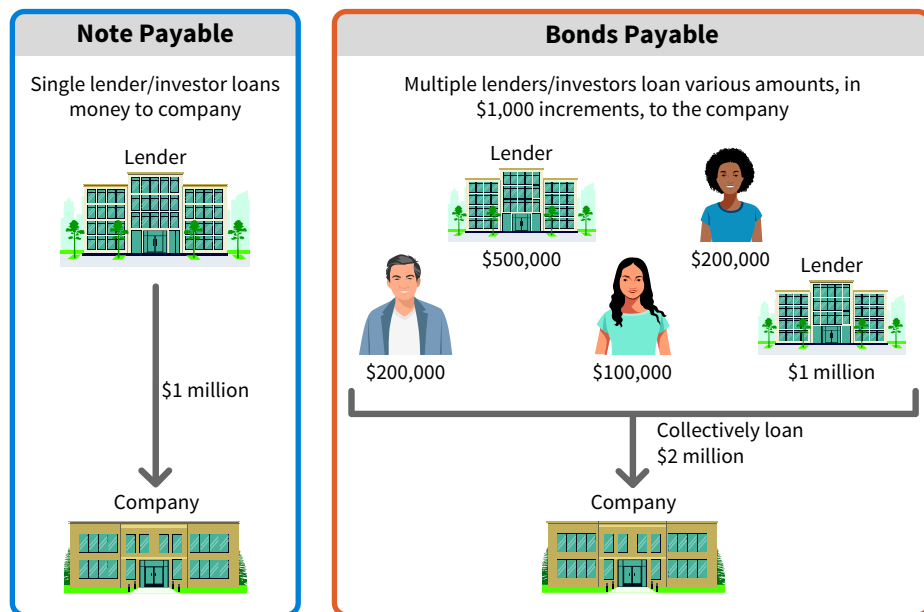 Note Payable
Single lender/investor loans
money to company
Lender
$1 million
Company
Bonds Payable
Multiple lenders/investors loan various amounts, in
$1,000 increments, to the company
Lender
$500,000
$200,000
Lender
$200,000
$100,000
$1 million
Collectively loan
$2 million
Company